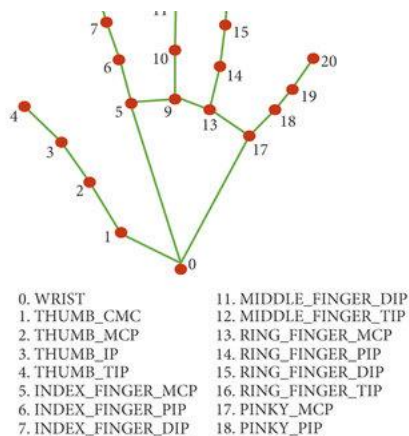 11
7
15
6
10
14
20
5
9
13
19
4
18
3
17
2
1
0
0. WRIST
1. THUMB_CMC
2. THUMB_MCP
3. THUMB_IP
4. THUMB_TIP
5. INDEX_FINGER_MCP
6. INDEX_FINGER_PIP
7. INDEX_FINGER_DIP
11. MIDDLE_FINGER_DIP
12. MIDDLE_FINGER_TIP
13. RING_FINGER_MCP
14. RING_FINGER_PIP
15. RING_FINGER_DIP
16. RING_FINGER_TIP
17. PINKY_MCP
18. PINKY_PIP